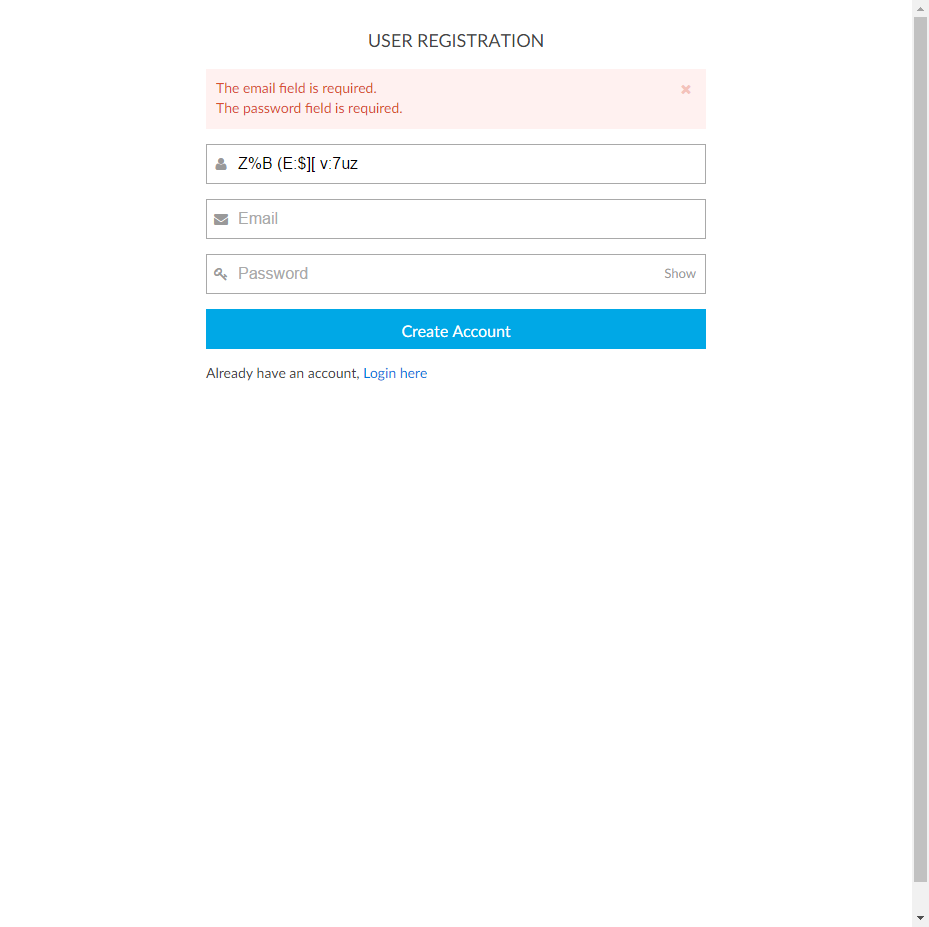 USER REGISTRATION
The email field is required.
The password field is required.
Z%B (E:$][ v:7uz
Email
Password Show
Create Account
Already have an account, Login here